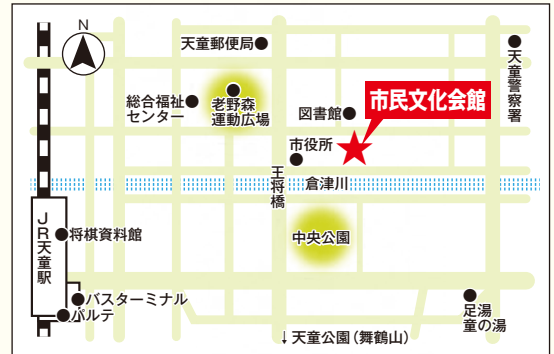 N
天童郵便局
天童警察署
総合福祉
センター
老野森
運動広場
図書館
市民文化会館
市役所
王将橋
倉津川
JR天童駅
将棋資料館
中央公園
バスターミナル
パルテ
足湯
童の湯
↓天童公園(舞鶴山)